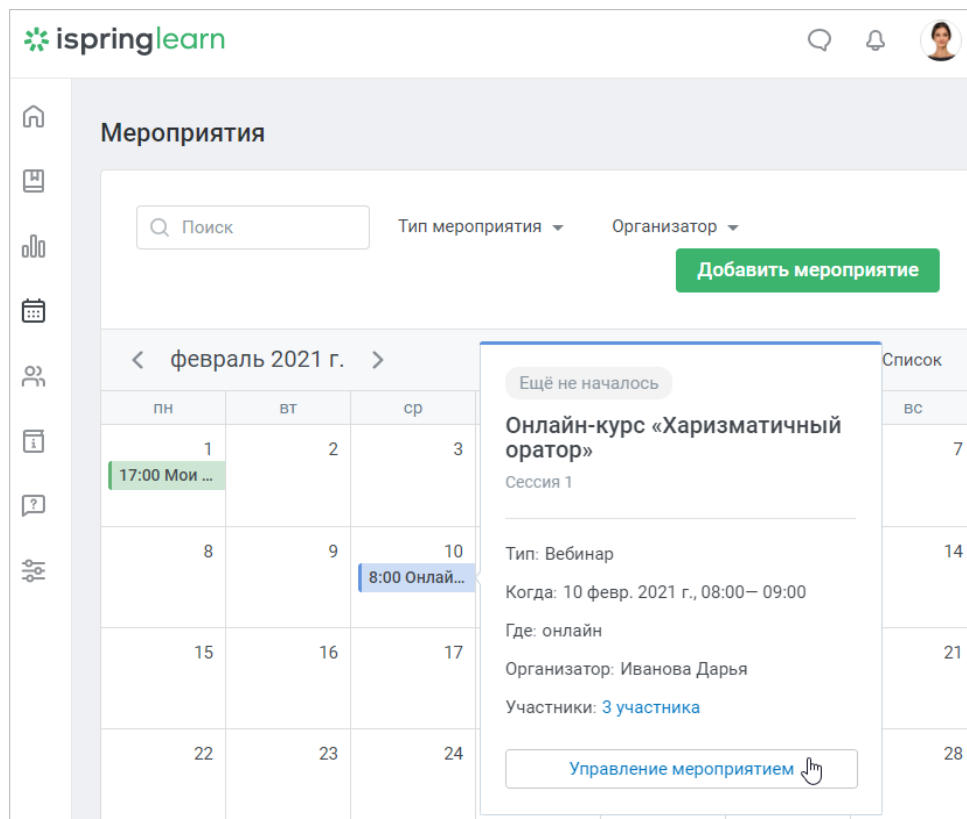 ispringlearn
Мероприятия
Поиск
Тип мероприятия
Организатор
Добавить мероприятие
февраль 2021 г.
Список
пн вт ср вс
1 2 3 7
17:00 Мои ...
8 9 10 14
8:00 Онлай...
15 16 17 21
22 23 24 28
Ещё не началось
Онлайн-курс «Харизматичный
оратор»
Сессия 1
Тип: Вебинар
Когда: 10 февр. 2021 г., 08:00— 09:00
Где: онлайн
Организатор: Иванова Дарья
Участники: 3 участника
Управление мероприятием